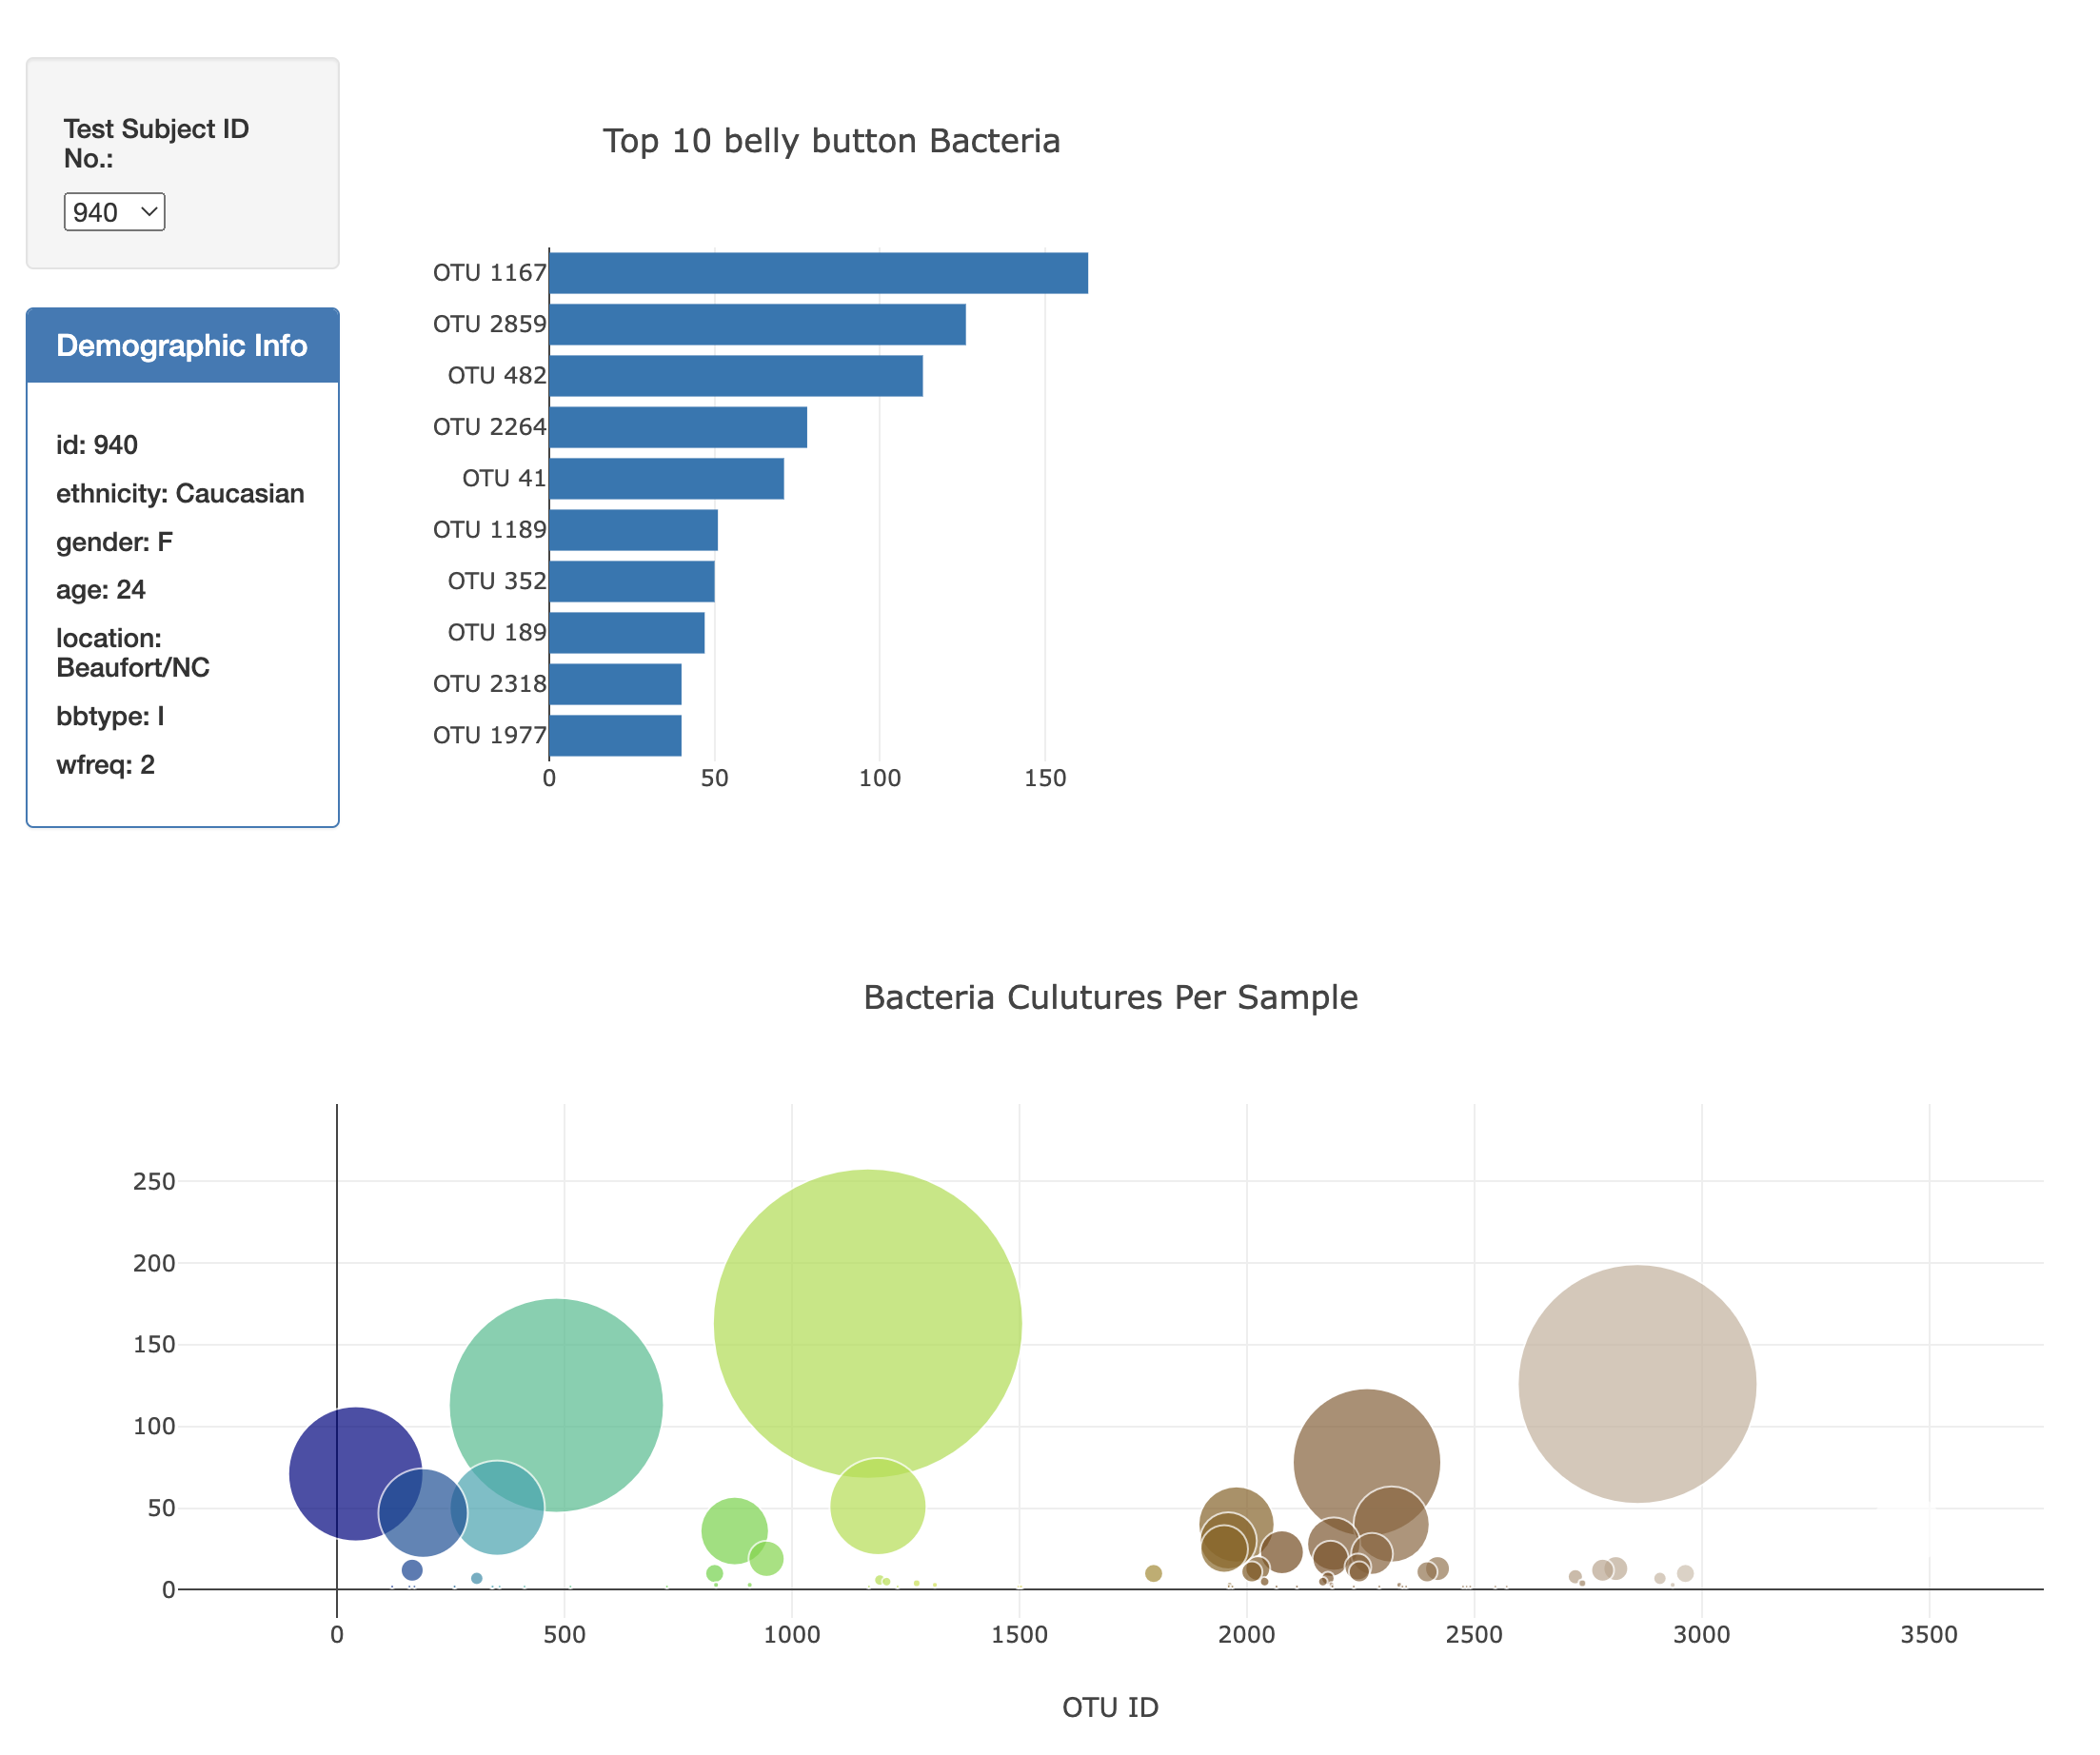 Test Subject ID
No.:
940
Demographic Info
id: 940
ethnicity: Caucasian
gender: F
age: 24
location:
Beaufort/NC
bbtype: I
wfreq: 2
Top 10 belly button Bacteria
OTU 1167
OTU 2859
OTU 482
OTU 2264
OTU 41
OTU 1189
OTU 352
OTU 189
OTU 2318
OTU 1977
0 50 100 150
Bacteria Culutures Per Sample
250
200
150
100
50
0
0 500 1000 1500 2000 2500 3000 3500
OTU ID